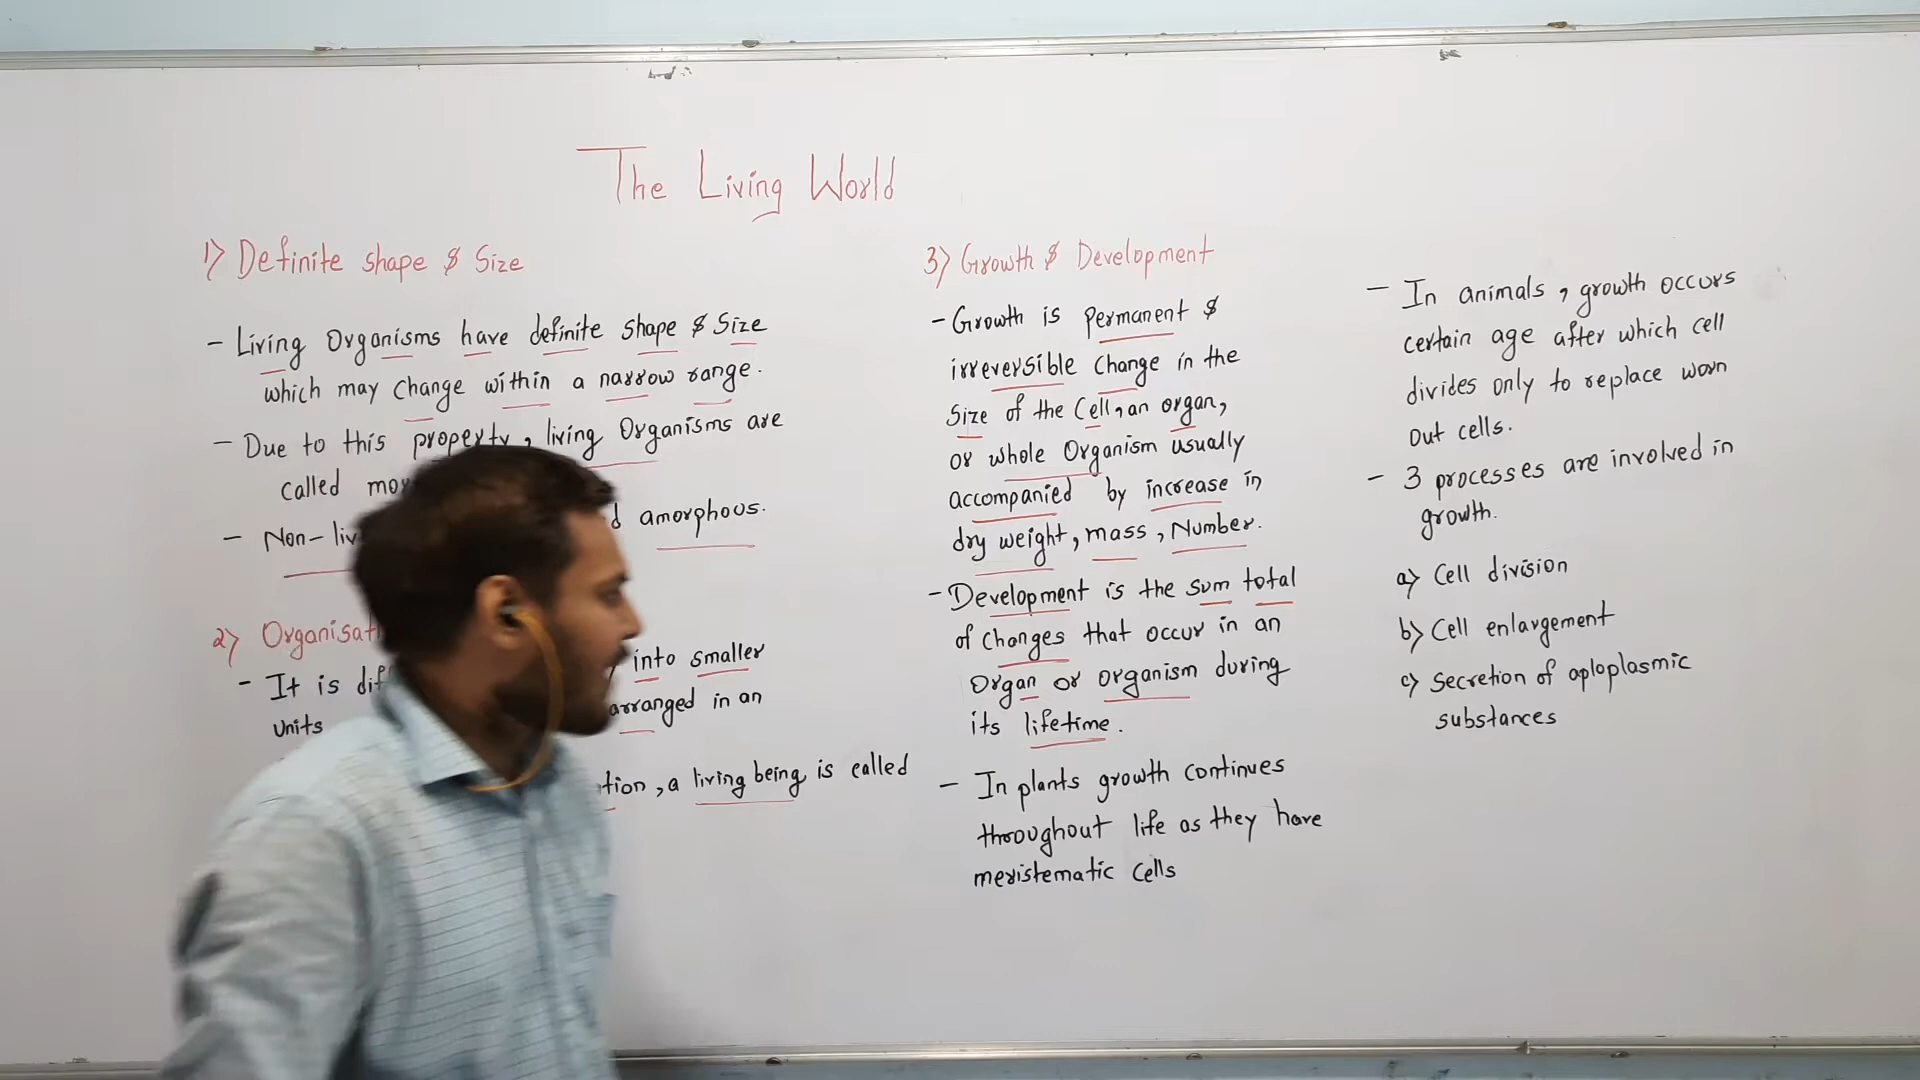 The Living World
1) Definite shape & Size
- Living Organisms have definite shape & Size
which may change within a narrow range.
- Due to this property, living Organisms are
called
- Non-liv amorphous.
2) Organisat
- It is into smaller
units arranged in an
tion, a living being is called
3) Growth & Development
- Growth is permanent &
irreversible change in the
Size of the Cell, an organ,
or whole Organism usually
accompanied by increase in
dry weight, mass, Number.
- Development is the sum total
of changes that occur in an
Organ or organism during
its lifetime.
- In plants growth continues
throughout life as they have
meristematic cells
- In animals, growth occurs
certain age after which cell
divides only to replace worn
out cells.
- 3 processes are involved in
growth.
a) Cell division
b) Cell enlargement
c) Secretion of aploplasmic
substances